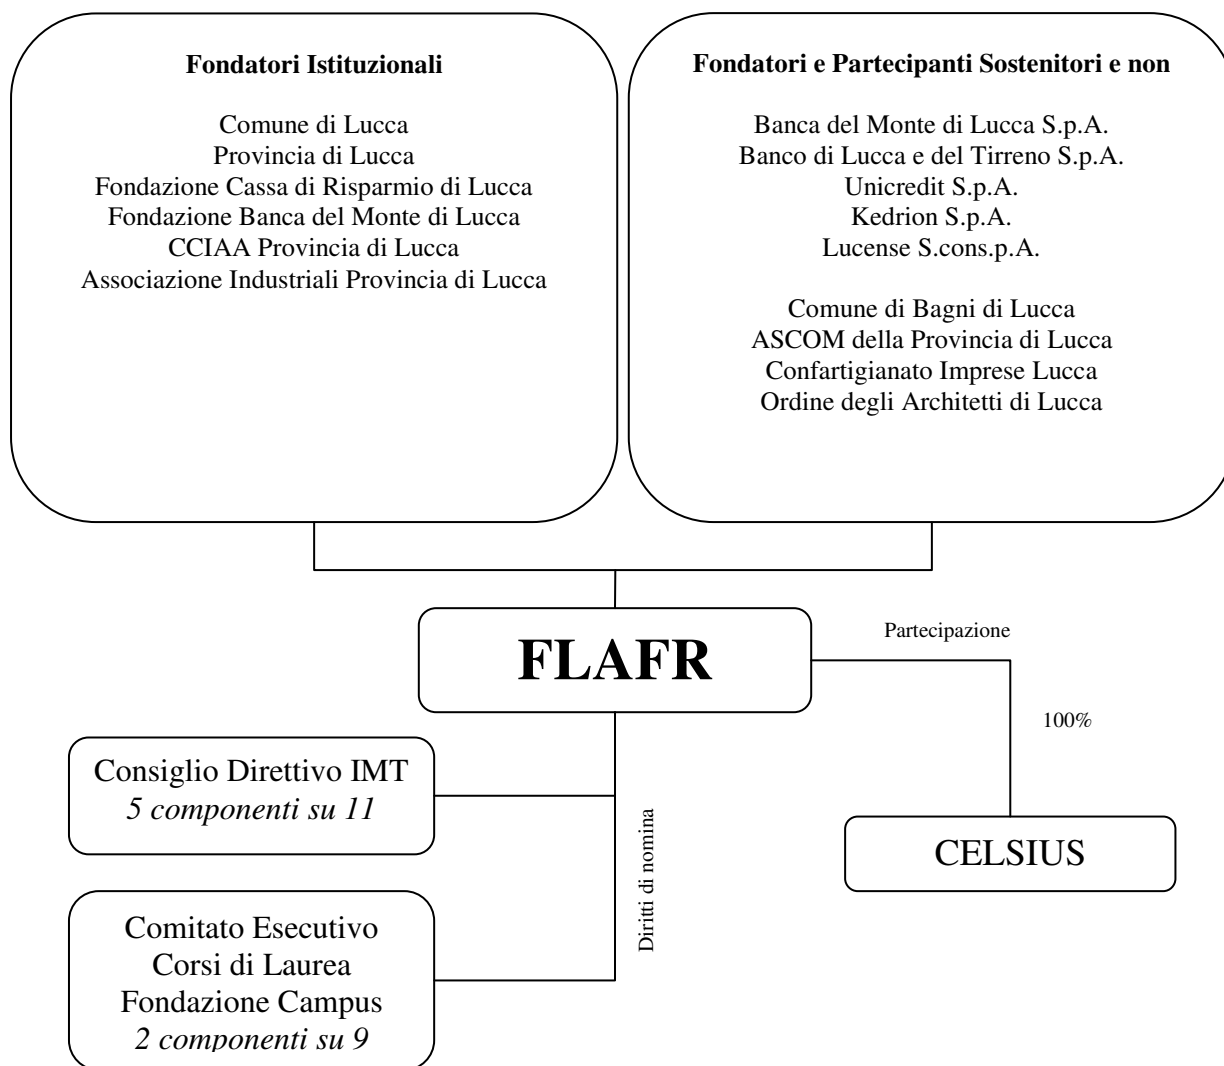 Fondatori Istituzionali
Comune di Lucca
Provincia di Lucca
Fondazione Cassa di Risparmio di Lucca
Fondazione Banca del Monte di Lucca
CCIAA Provincia di Lucca
Associazione Industriali Provincia di Lucca
Fondatori e Partecipanti Sostenitori e non
Banca del Monte di Lucca S.p.A.
Banco di Lucca e del Tirreno S.p.A.
Unicredit S.p.A.
Kedrion S.p.A.
Lucense S.cons.p.A.
Comune di Bagni di Lucca
ASCOM della Provincia di Lucca
Confartigianato Imprese Lucca
Ordine degli Architetti di Lucca
FLAFR
Partecipazione
100%
CELSIUS
Diritti di nomina
Consiglio Direttivo IMT
5 componenti su 11
Comitato Esecutivo
Corsi di Laurea
Fondazione Campus
2 componenti su 9